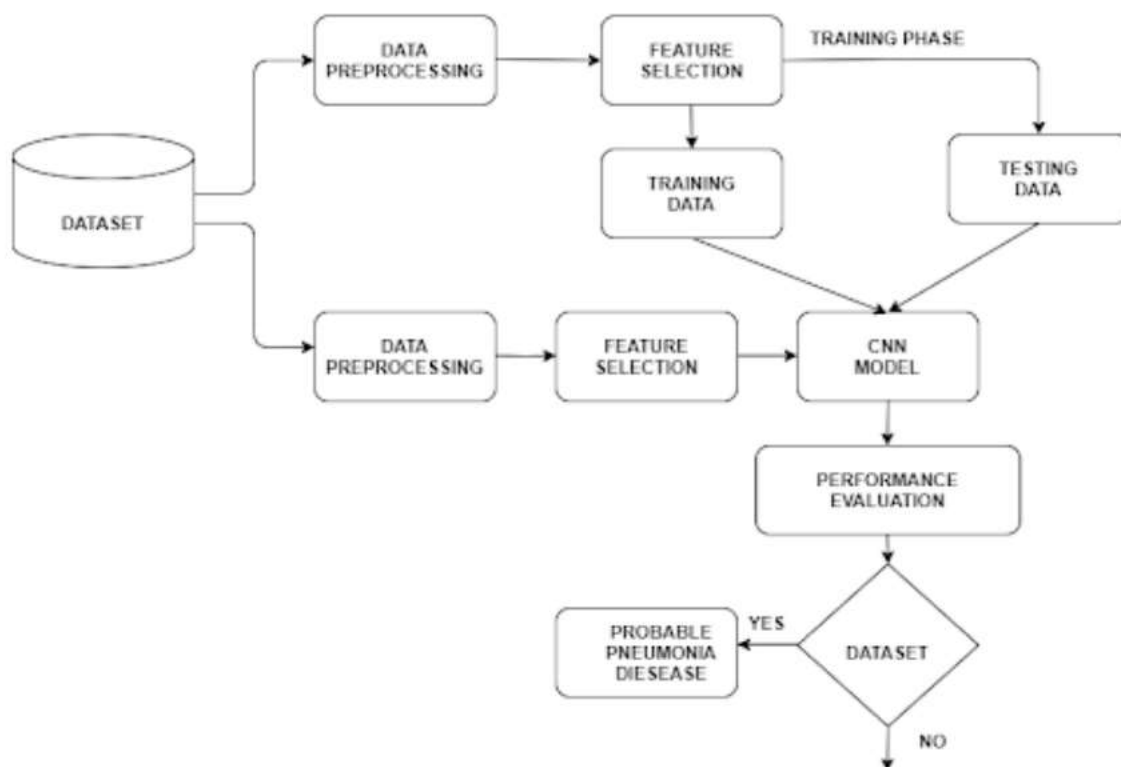 DATA
PREPROCESSING
FEATURE
SELECTION
TRAINING PHASE
TRAINING
DATA
TESTING
DATA
DATASET
DATA
PREPROCESSING
FEATURE
SELECTION
CNN
MODEL
PERFORMANCE
EVALUATION
PROBABLE
PNEUMONIA
DIESEASE
YES
DATASET
NO